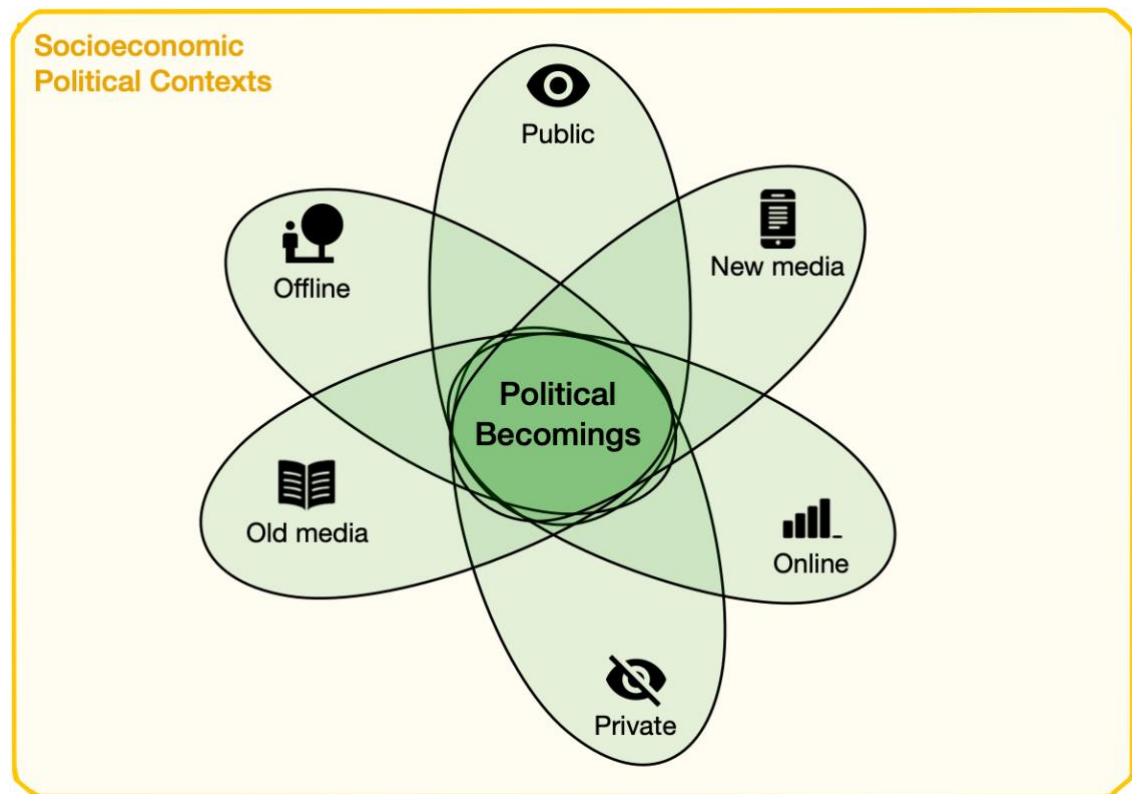 Socioeconomic
Political Contexts
Public
New media
Offline
Political
Becomings
Old media
Online
Private